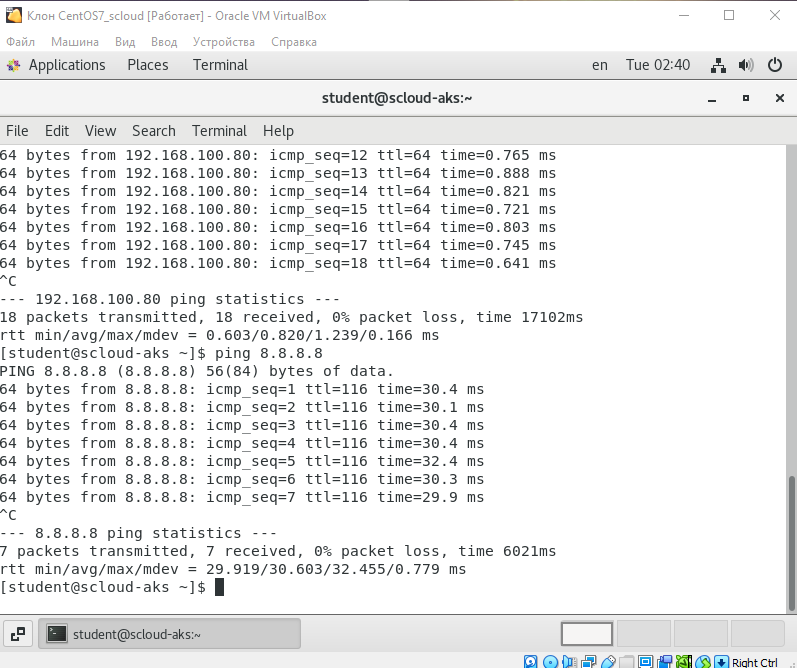 Клон CentOS7_scloud [Работает] - Oracle VM VirtualBox
Файл Машина Вид Ввод Устройства Справка
Applications Places Terminal en Tue 02:40
student@scloud-aks:~
File Edit View Search Terminal Help
64 bytes from 192.168.100.80: icmp_seq=12 ttl=64 time=0.765 ms
64 bytes from 192.168.100.80: icmp_seq=13 ttl=64 time=0.888 ms
64 bytes from 192.168.100.80: icmp_seq=14 ttl=64 time=0.821 ms
64 bytes from 192.168.100.80: icmp_seq=15 ttl=64 time=0.721 ms
64 bytes from 192.168.100.80: icmp_seq=16 ttl=64 time=0.803 ms
64 bytes from 192.168.100.80: icmp_seq=17 ttl=64 time=0.745 ms
64 bytes from 192.168.100.80: icmp_seq=18 ttl=64 time=0.641 ms
^C
--- 192.168.100.80 ping statistics ---
18 packets transmitted, 18 received, 0% packet loss, time 17102ms
rtt min/avg/max/mdev = 0.603/0.820/1.239/0.166 ms
[student@scloud-aks ~]$ ping 8.8.8.8
PING 8.8.8.8 (8.8.8.8) 56(84) bytes of data.
64 bytes from 8.8.8.8: icmp_seq=1 ttl=116 time=30.4 ms
64 bytes from 8.8.8.8: icmp_seq=2 ttl=116 time=30.1 ms
64 bytes from 8.8.8.8: icmp_seq=3 ttl=116 time=30.4 ms
64 bytes from 8.8.8.8: icmp_seq=4 ttl=116 time=30.4 ms
64 bytes from 8.8.8.8: icmp_seq=5 ttl=116 time=32.4 ms
64 bytes from 8.8.8.8: icmp_seq=6 ttl=116 time=30.3 ms
64 bytes from 8.8.8.8: icmp_seq=7 ttl=116 time=29.9 ms
^C
--- 8.8.8.8 ping statistics ---
7 packets transmitted, 7 received, 0% packet loss, time 6021ms
rtt min/avg/max/mdev = 29.919/30.603/32.455/0.779 ms
[student@scloud-aks ~]$
student@scloud-aks:~
Right Ctrl